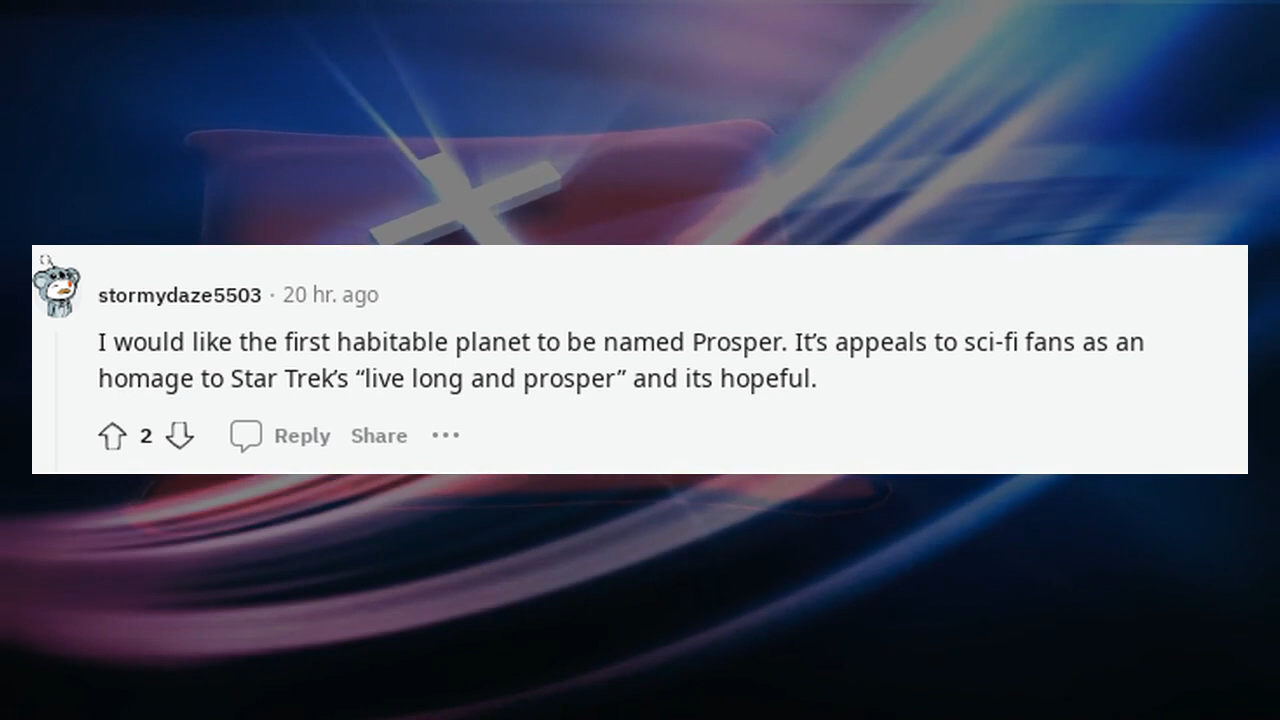 stormydaze5503 · 20 hr. ago
I would like the first habitable planet to be named Prosper. It’s appeals to sci-fi fans as an
homage to Star Trek’s “live long and prosper” and its hopeful.
2 Reply Share ···